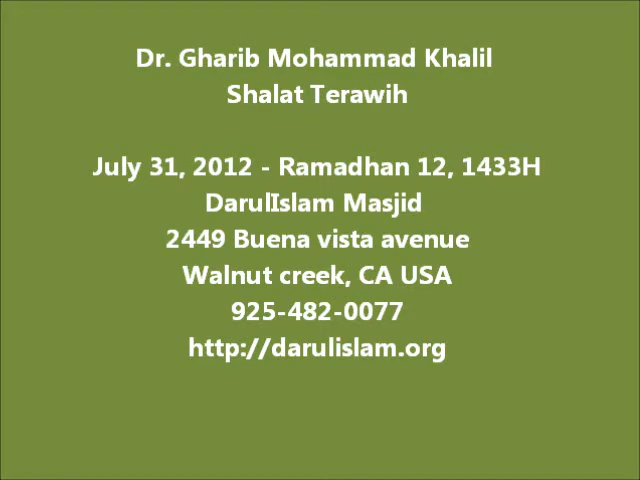 Dr. Gharib Mohammad Khalil
Shalat Terawih
July 31, 2012 - Ramadhan 12, 1433H
DarulIslam Masjid
2449 Buena vista avenue
Walnut creek, CA USA
925-482-0077
http://darulislam.org